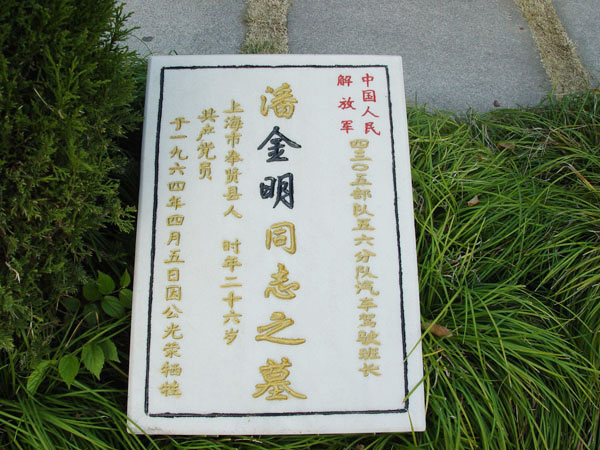 中国人民
解放军
四三〇五部队五六分队汽车驾驶班长
潘金明同志之墓
上海市奉贤县人 时年二十六岁
共产党员
于一九六四年四月五日因公光荣牺牲